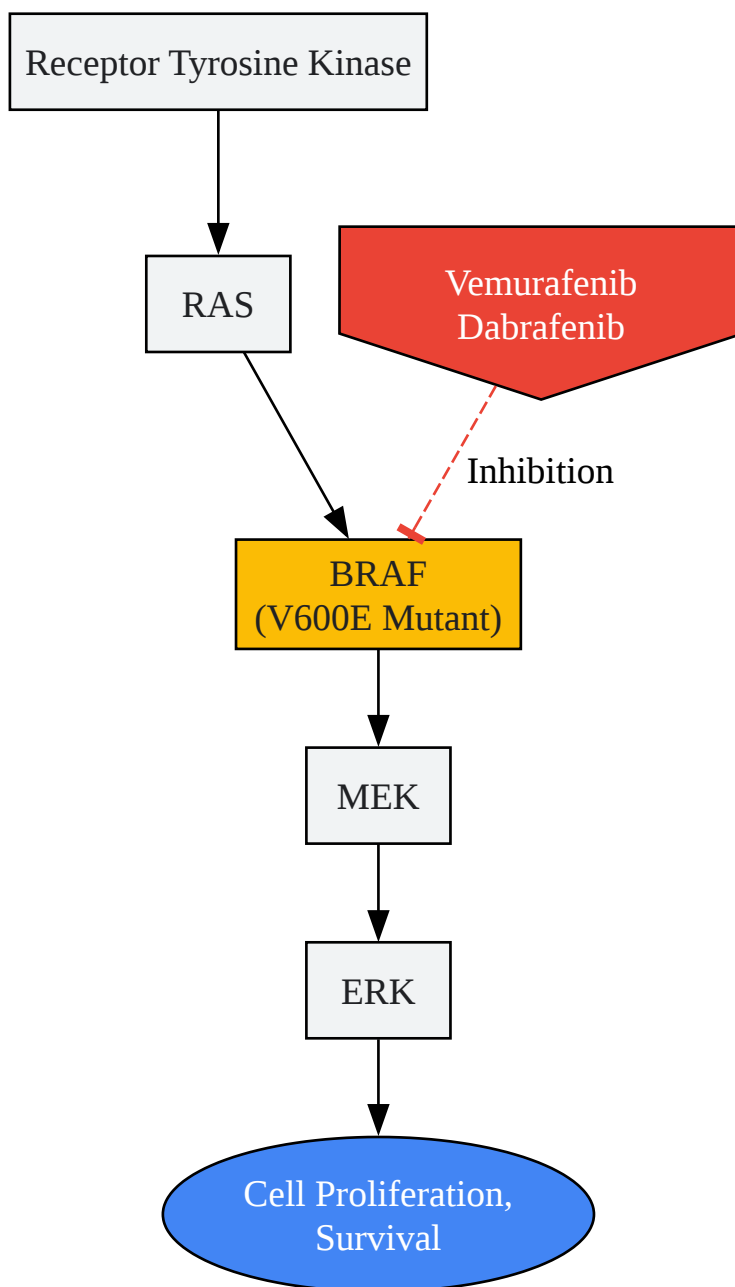 Receptor Tyrosine Kinase
RAS
Vemurafenib
Dabrafenib
Inhibition
BRAF
(V600E Mutant)
MEK
ERK
Cell Proliferation,
Survival